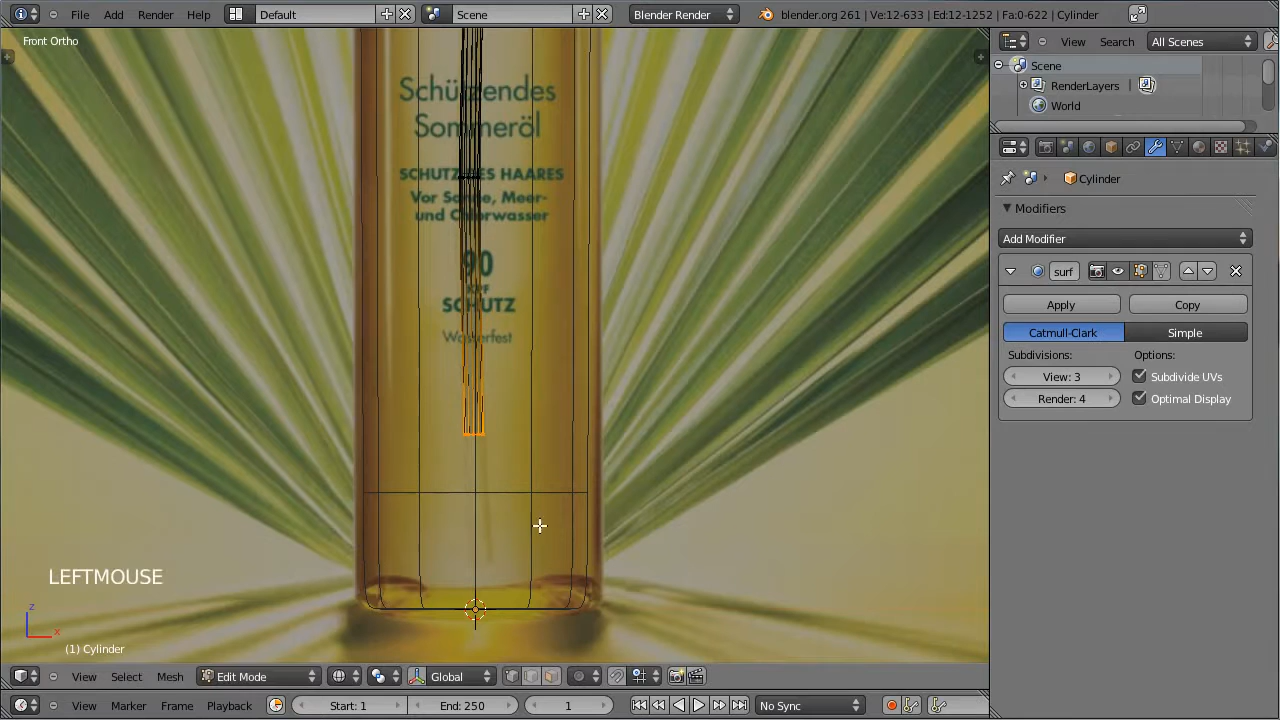 File Add Render Help Default Scene Blender Render blender.org 261 | Ve:12-633 | Ed:12-1252 | Fa:0-622 | Cylinder
Front Ortho
View Search All Scenes
Scene
RenderLayers
World
Schützendes
Sommeröl
SCHUTZ DES HAARES
Vor Sonne, Meer-
und Chlorwasser
90
KPF
SCHUTZ
Wasserfest
Cylinder
Modifiers
Add Modifier
surf
Apply Copy
Catmull-Clark Simple
Subdivisions: Options:
View: 3 Subdivide UVs
Render: 4 Optimal Display
LEFTMOUSE
z
x
(1) Cylinder
View Select Mesh Edit Mode Global
View Marker Frame Playback Start: 1 End: 250 1 No Sync